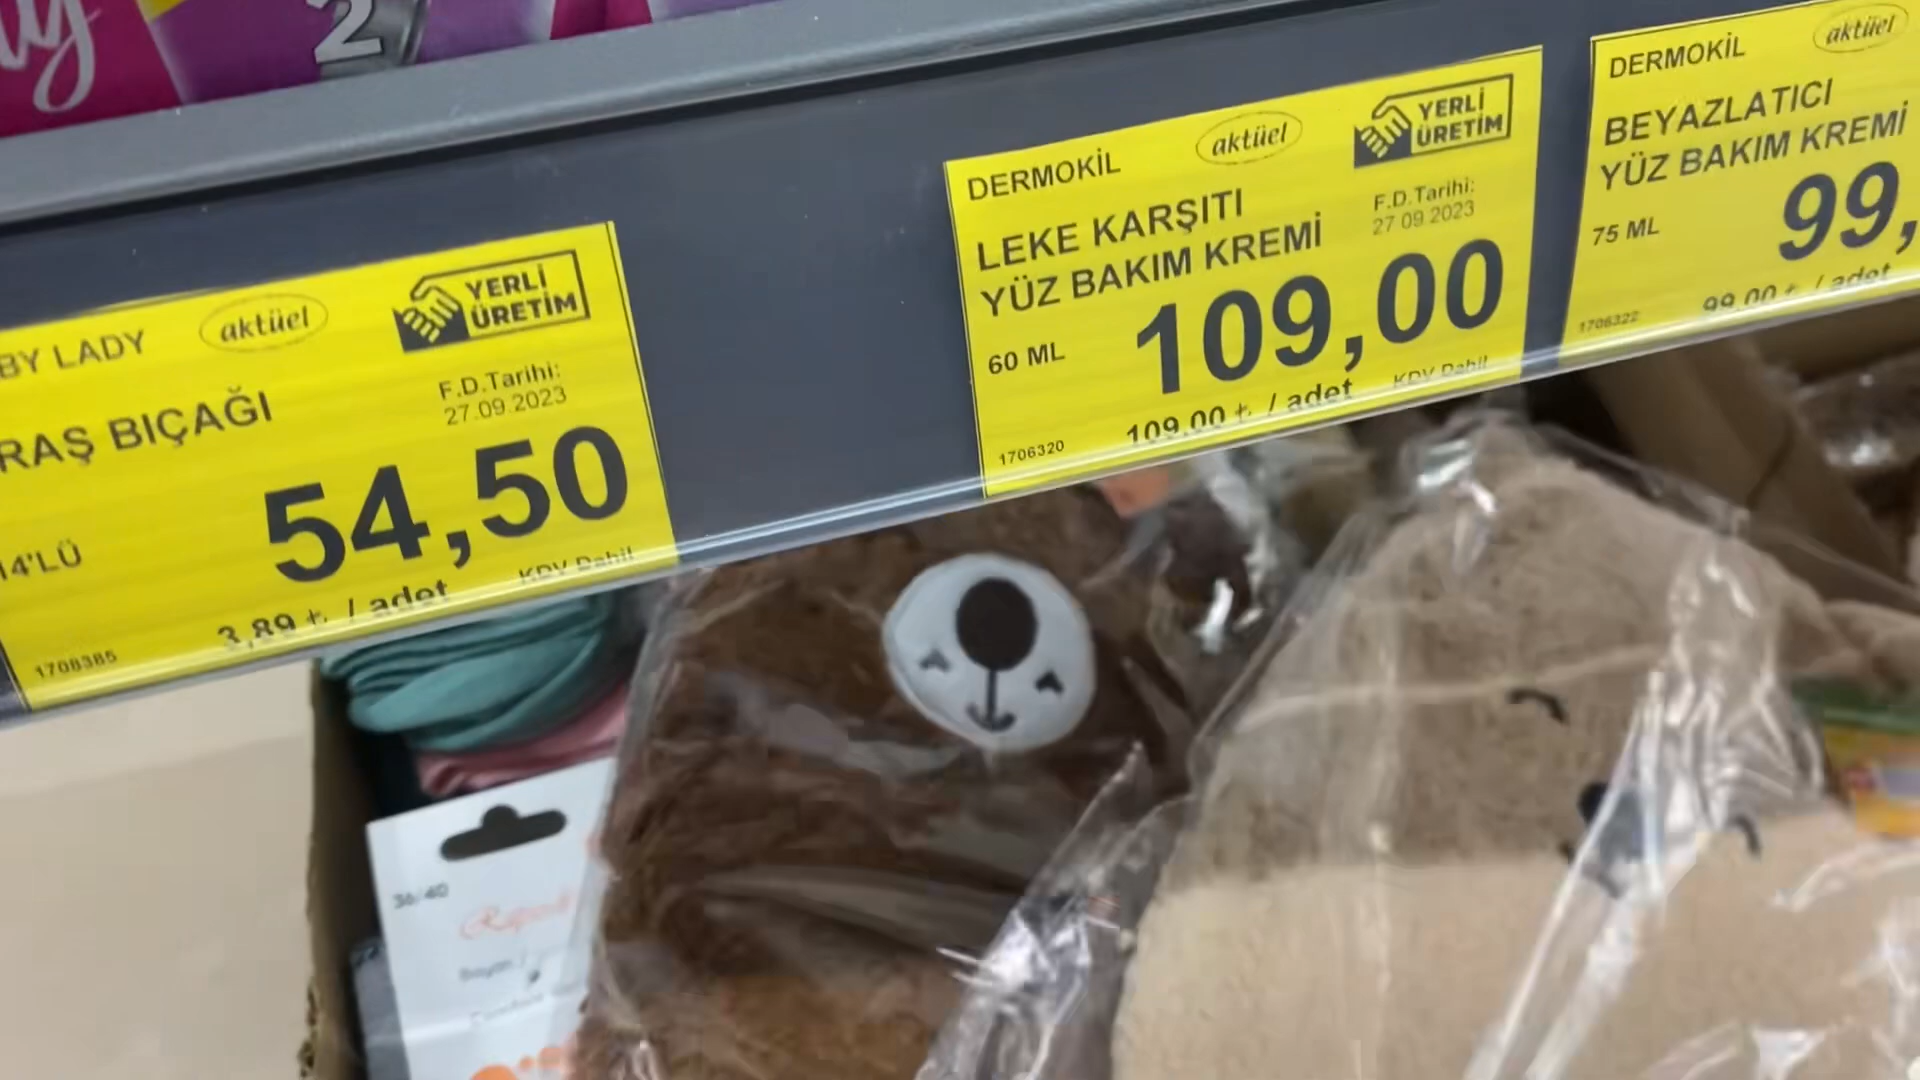 2
BY LADY
aktüel
YERLİ
ÜRETİM
RAŞ BIÇAĞI
F.D.Tarihi:
27.09.2023
14'LÜ
54,50
KDV Dahil
3,89 ₺ / adet
1708385
DERMOKİL
aktüel
YERLİ
ÜRETİM
LEKE KARŞITI
YÜZ BAKIM KREMİ
F.D.Tarihi:
27.09.2023
60 ML
109,00
KDV Dahil
109,00 ₺ / adet
1706320
DERMOKİL
aktüel
BEYAZLATICI
YÜZ BAKIM KREMİ
75 ML
99,
99,00 ₺ / adet
1706322
36/40